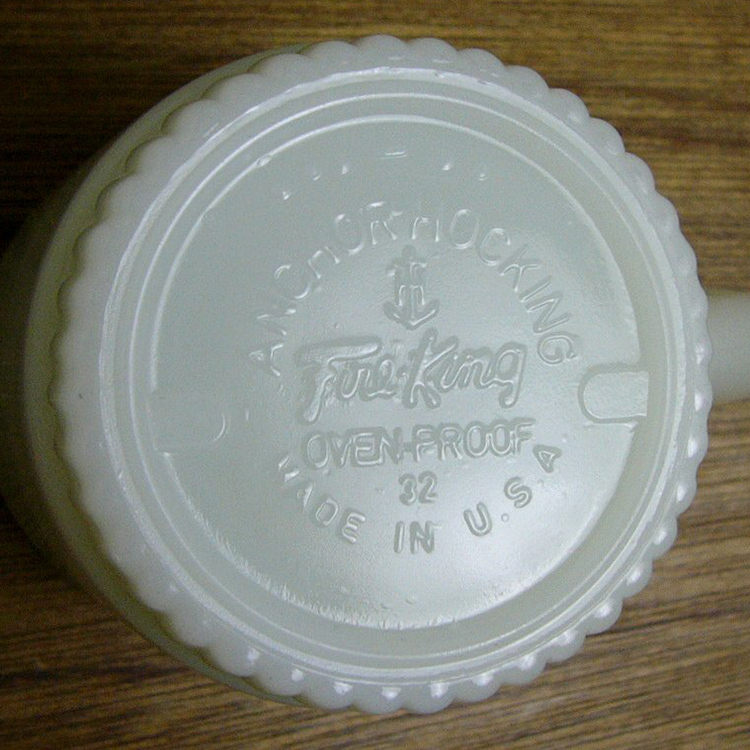 ANCHOR HOCKING
Fire-King
OVEN-PROOF
32
MADE IN U.S.A